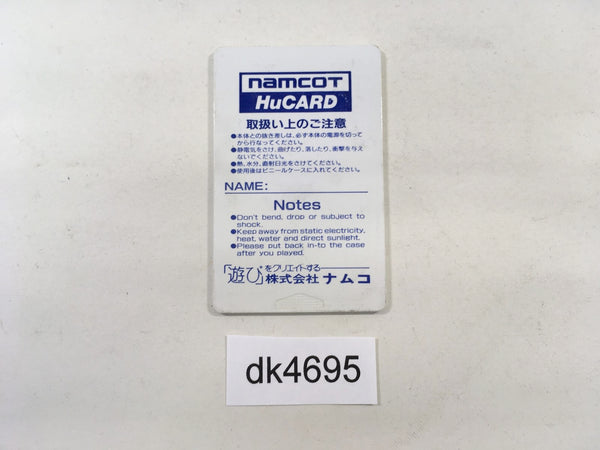 namcot
HuCARD
取扱い上のご注意
●本体との抜き差しは、必ず本体の電源を切って
から行なってください。
●静電気をさけ、曲げたり、落したり、衝撃を与え
ないでください。
●熱、水分、直射日光をさけてください。
●使用後はビニールケースに入れてください。
NAME:
Notes
●Don't bend, drop or subject to
shock.
●Keep away from static electricity,
heat, water and direct sunlight.
●Please put back in-to the case
after you played.
「遊び」をクリエイトする
株式会社ナムコ
dk4695